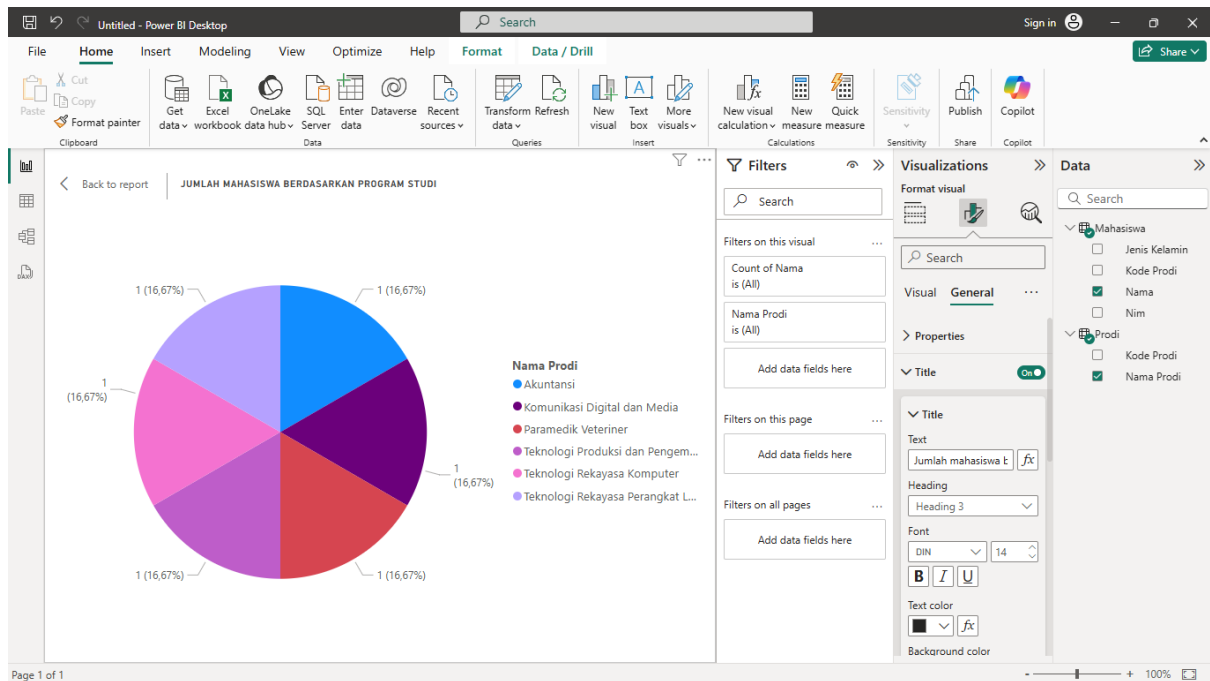 Untitled - Power BI Desktop
Search
Sign in
File Home Insert Modeling View Optimize Help Format Data / Drill
Share
Paste
Cut
Copy
Format painter
Clipboard
Get data
Excel workbook
OneLake data hub
SQL Server
Enter data
Dataverse
Recent sources
Data
Transform data
Refresh
Queries
New visual
Text box
More visuals
Insert
New visual calculation
New measure
Quick measure
Calculations
Sensitivity
Sensitivity
Publish
Share
Copilot
Copilot
Back to report
JUMLAH MAHASISWA BERDASARKAN PROGRAM STUDI
1 (16,67%)
1 (16,67%)
1
(16,67%)
1
(16,67%)
1 (16,67%)
1 (16,67%)
Nama Prodi
Akuntansi
Komunikasi Digital dan Media
Paramedik Veteriner
Teknologi Produksi dan Pengem...
Teknologi Rekayasa Komputer
Teknologi Rekayasa Perangkat L...
Filters
Search
Filters on this visual
Count of Nama
is (All)
Nama Prodi
is (All)
Add data fields here
Filters on this page
Add data fields here
Filters on all pages
Add data fields here
Visualizations
Format visual
Search
Visual General
Properties
Title
On
Title
Text
Jumlah mahasiswa b
fx
Heading
Heading 3
Font
DIN
14
B I U
Text color
fx
Background color
Data
Search
Mahasiswa
Jenis Kelamin
Kode Prodi
Nama
Nim
Prodi
Kode Prodi
Nama Prodi
Page 1 of 1
100%